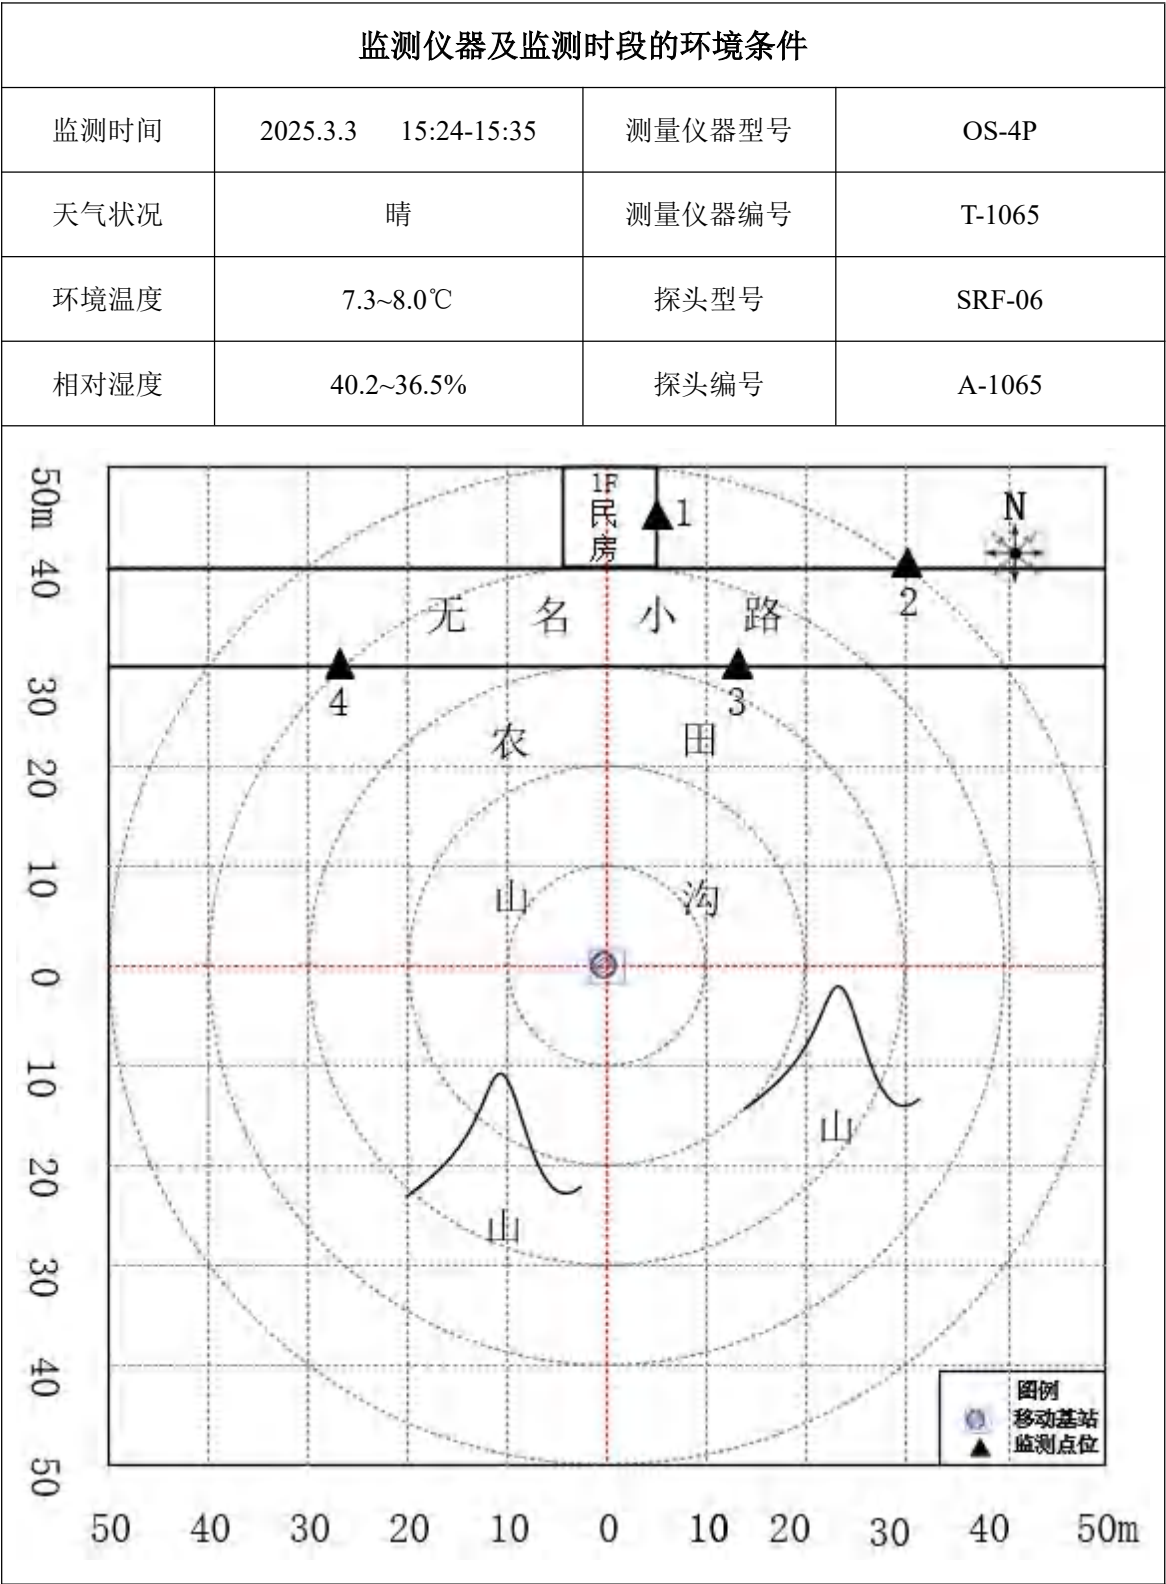 监测仪器及监测时段的环境条件
监测时间 2025.3.3 15:24-15:35 测量仪器型号 OS-4P
天气状况 晴 测量仪器编号 T-1065
环境温度 7.3~8.0℃ 探头型号 SRF-06
相对湿度 40.2~36.5% 探头编号 A-1065
50m
40
30
20
10
0
10
20
30
40
50
1F
民
房
1
N
2
无名小路
4
3
农田
山沟
山
山
图例
移动基站
监测点位
50 40 30 20 10 0 10 20 30 40 50m